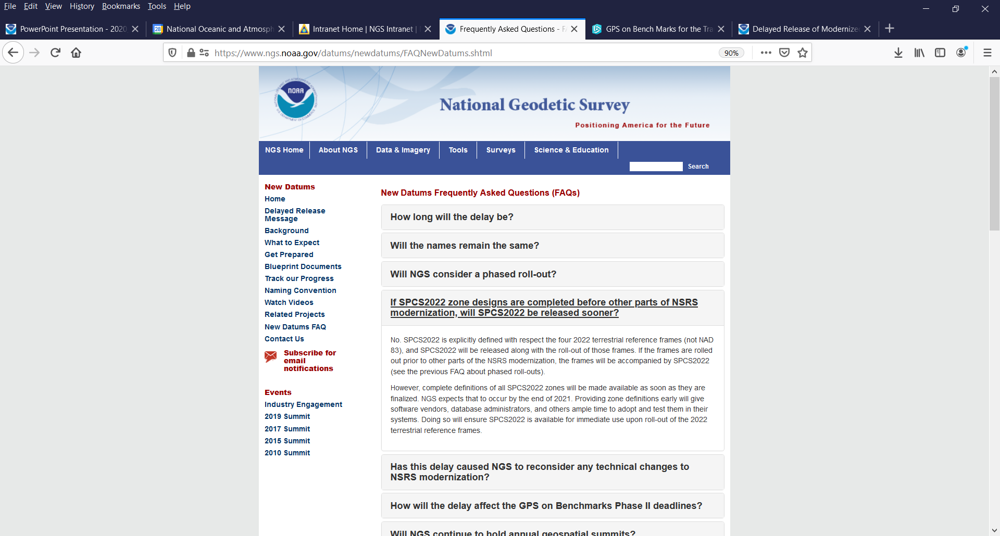 File Edit View History Bookmarks Tools Help
PowerPoint Presentation - 2020
28 National Oceanic and Atmosph
Intranet Home | NGS Intranet |
Frequently Asked Questions - F
GPS on Bench Marks for the Tra
Delayed Release of Modernize
https://www.ngs.noaa.gov/datums/newdatums/FAQNewDatums.shtml
90%
NOAA
National Geodetic Survey
Positioning America for the Future
NGS Home About NGS Data & Imagery Tools Surveys Science & Education
Search
New Datums
Home
Delayed Release
Message
Background
What to Expect
Get Prepared
Blueprint Documents
Track our Progress
Naming Convention
Watch Videos
Related Projects
New Datums FAQ
Contact Us
Subscribe for
email
notifications
Events
Industry Engagement
2019 Summit
2017 Summit
2015 Summit
2010 Summit
New Datums Frequently Asked Questions (FAQs)
How long will the delay be?
Will the names remain the same?
Will NGS consider a phased roll-out?
If SPCS2022 zone designs are completed before other parts of NSRS
modernization, will SPCS2022 be released sooner?
No. SPCS2022 is explicitly defined with respect the four 2022 terrestrial reference frames (not NAD
83), and SPCS2022 will be released along with the roll-out of those frames. If the frames are rolled
out prior to other parts of the NSRS modernization, the frames will be accompanied by SPCS2022
(see the previous FAQ about phased roll-outs).
However, complete definitions of all SPCS2022 zones will be made available as soon as they are
finalized. NGS expects that to occur by the end of 2021. Providing zone definitions early will give
software vendors, database administrators, and others ample time to adopt and test them in their
systems. Doing so will ensure SPCS2022 is available for immediate use upon roll-out of the 2022
terrestrial reference frames.
Has this delay caused NGS to reconsider any technical changes to
NSRS modernization?
How will the delay affect the GPS on Benchmarks Phase II deadlines?
Will NGS continue to hold annual geospatial summits?